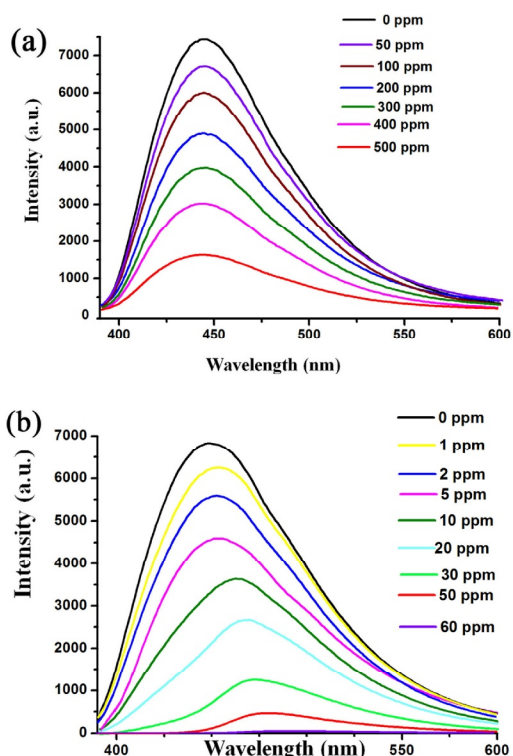 (a)
0 ppm
50 ppm
100 ppm
200 ppm
300 ppm
400 ppm
500 ppm
7000
6000
5000
4000
3000
2000
1000
0
Intensity (a.u.)
400 450 500 550 600
Wavelength (nm)
(b)
0 ppm
1 ppm
2 ppm
5 ppm
10 ppm
20 ppm
30 ppm
50 ppm
60 ppm
7000
6000
5000
4000
3000
2000
1000
0
Intensity (a.u.)
400 450 500 550 600
Wavelength (nm)